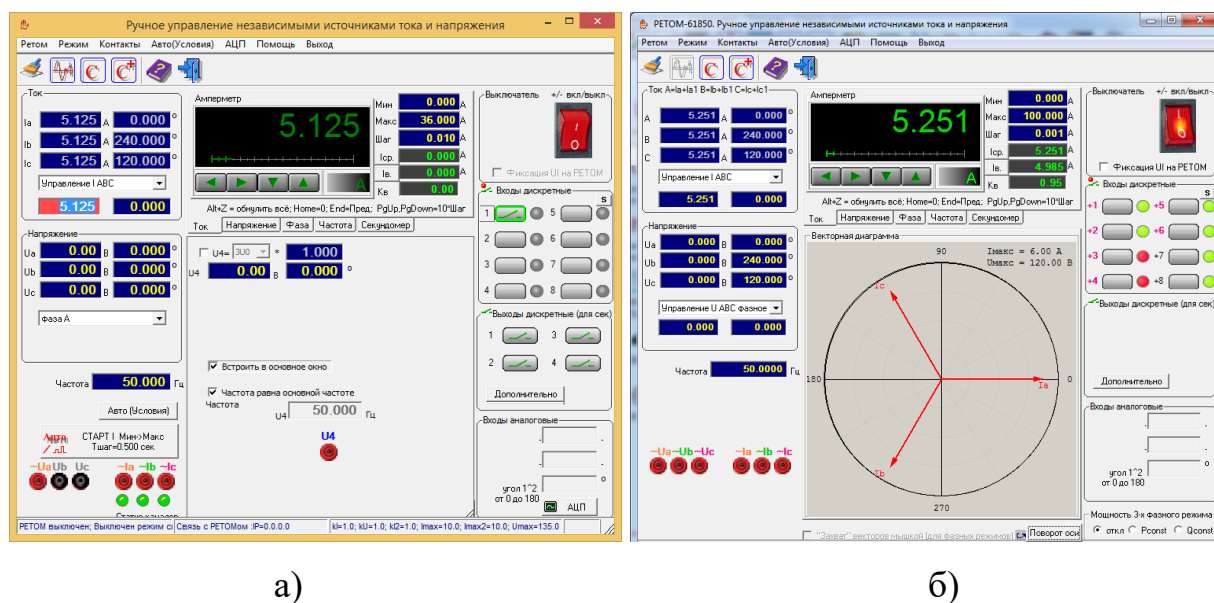 Ручное управление независимыми источниками тока и напряжения
Ретом Режим Контакты Авто(Условия) АЦП Помощь Выход
Ток
Ia 5.125 А 0.000 °
Ib 5.125 А 240.000 °
Ic 5.125 А 120.000 °
Управление I ABC
5.125 0.000
Амперметр
5.125
А
Мин 0.000 А
Макс 36.000 А
Шаг 0.010 А
Iср. 0.000 А
Iв. 0.000 А
Кв 0.00
Alt+Z = обнулить всё; Home=0; End=Пред; PgUp,PgDown=10*Шаг
Ток Напряжение Фаза Частота Секундомер
Выключатель +/- вкл/выкл
Фиксация UI на РЕТОМ
Входы дискретные
S
1 5
2 6
3 7
4 8
Выходы дискретные (для сек)
1 3
2 4
Дополнительно
Входы аналоговые
угол 1^2 °
от 0 до 180
АЦП
Напряжение
Ua 0.00 В 0.000 °
Ub 0.00 В 0.000 °
Uc 0.00 В 0.000 °
фаза А
Частота 50.000 Гц
Авто (Условия)
Авто СТАРТ I Мин->Макс
Тшаг=0.500 сек
~Ua Ub Uc ~Ia ~Ib ~Ic
U4= 3U0 * 1.000
U4 0.00 В 0.000 °
Встроить в основное окно
Частота равна основной частоте
Частота
U4 50.000 Гц
U4
РЕТОМ выключен; Выключен режим Связь с РЕТОМом :IP=0.0.0.0 kI=1.0; kU=1.0; kI2=1.0; Imax=10.0; Imax2=10.0; Umax=135.0
а)
РЕТОМ-61850. Ручное управление независимыми источниками тока и напряжения
Ретом Режим Контакты Авто(Условия) АЦП Помощь Выход
Ток A=Ia+Ia1 B=Ib+Ib1 C=Ic+Ic1
A 5.251 А 0.000 °
B 5.251 А 240.000 °
C 5.251 А 120.000 °
Управление I ABC
5.251 0.000
Амперметр
5.251
А
Мин 0.000 А
Макс 100.000 А
Шаг 0.001 А
Iср. 5.251 А
Iв. 4.985 А
Кв 0.95
Alt+Z = обнулить всё; Home=0; End=Пред; PgUp,PgDown=10*Шаг
Ток Напряжение Фаза Частота Секундомер
Выключатель +/- вкл/выкл
Фиксация UI на РЕТОМ
Входы дискретные
S
+1 +5
+2 +6
+3 +7
+4 +8
Выходы дискретные (для сек)
Дополнительно
Входы аналоговые
угол 1^2 °
от 0 до 180
Мощность 3-х фазного режима
откл Pconst Qconst
Напряжение
Ua 0.000 В 0.000 °
Ub 0.000 В 240.000 °
Uc 0.000 В 120.000 °
Управление U ABC фазное
0.000 0.000
Частота 50.0000 Гц
~Ua ~Ub ~Uc ~Ia ~Ib ~Ic
Векторная диаграмма
90 Iмакс = 6.00 А
Uмакс = 120.00 В
Ic
180 Ia 0
Ib
270
"Захват" векторов мышкой (для фазных режимов) Поворот оси
б)